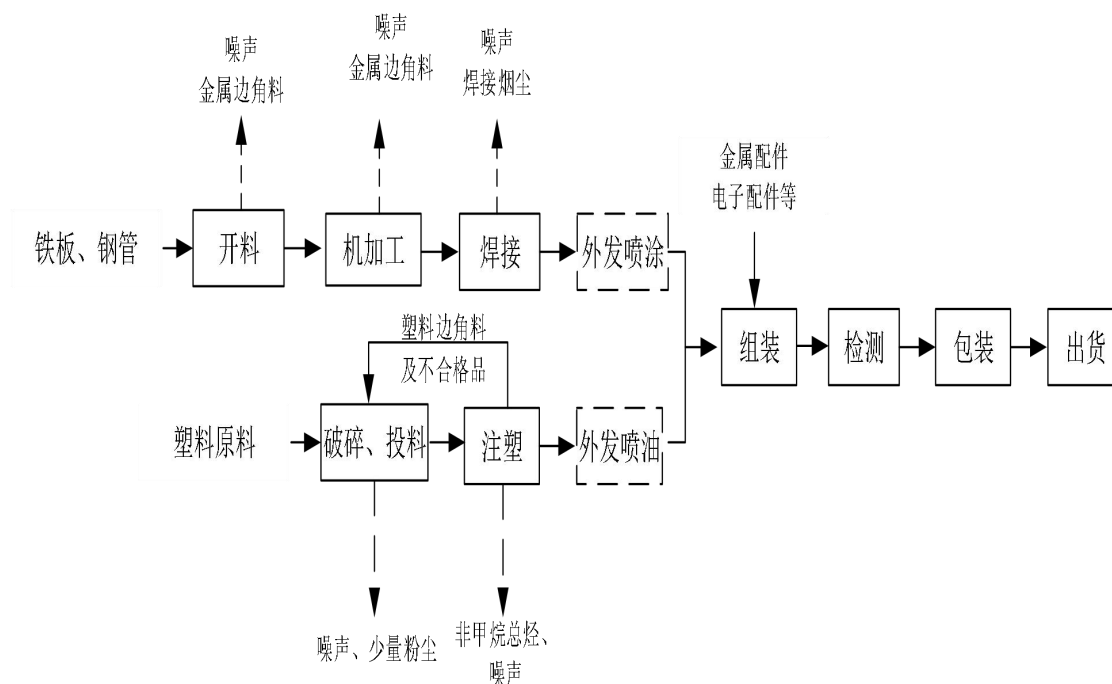 噪声
金属边角料
噪声
金属边角料
噪声
焊接烟尘
金属配件
电子配件等
铁板、钢管
开料
机加工
焊接
外发喷涂
塑料边角料
及不合格品
组装
检测
包装
出货
塑料原料
破碎、投料
注塑
外发喷油
噪声、少量粉尘
非甲烷总烃、
噪声